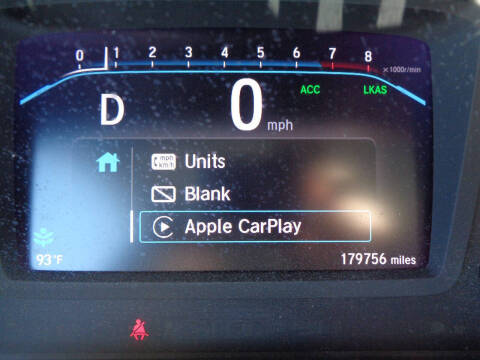 0 1 2 3 4 5 6 7 8
×1000r/min
D 0 mph
ACC LKAS
mph km/h Units
Blank
Apple CarPlay
93°F 179756 miles